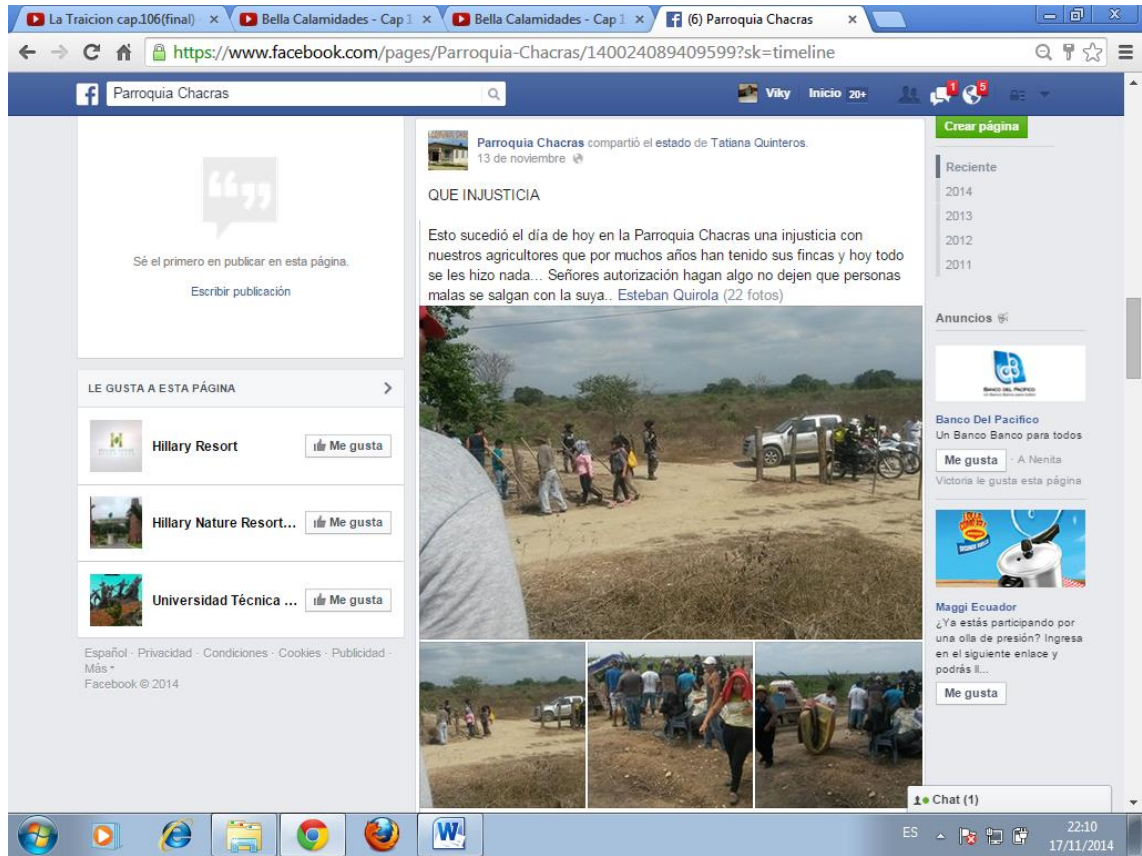 La Traicion cap.106(final)
Bella Calamidades - Cap 1
Bella Calamidades - Cap 1
(6) Parroquia Chacras
https://www.facebook.com/pages/Parroquia-Chacras/140024089409599?sk=timeline
Parroquia Chacras
Viky
Inicio 20+
1
5
Sé el primero en publicar en esta página.
Escribir publicación
LE GUSTA A ESTA PÁGINA
Hillary Resort
Me gusta
Hillary Nature Resort...
Me gusta
Universidad Técnica ...
Me gusta
Español · Privacidad · Condiciones · Cookies · Publicidad ·
Más
Facebook © 2014
Parroquia Chacras compartió el estado de Tatiana Quinteros.
13 de noviembre
QUE INJUSTICIA
Esto sucedió el día de hoy en la Parroquia Chacras una injusticia con
nuestros agricultores que por muchos años han tenido sus fincas y hoy todo
se les hizo nada... Señores autorización hagan algo no dejen que personas
malas se salgan con la suya.. Esteban Quirola (22 fotos)
Crear página
Reciente
2014
2013
2012
2011
Anuncios
BANCO DEL PACIFICO
Banco Del Pacifico
Un Banco Banco para todos
Me gusta · A Nenita
Victoria le gusta esta página
Maggi Ecuador
¿Ya estás participando por
una olla de presión? Ingresa
en el siguiente enlace y
podrás ll...
Me gusta
Chat (1)
ES
22:10
17/11/2014